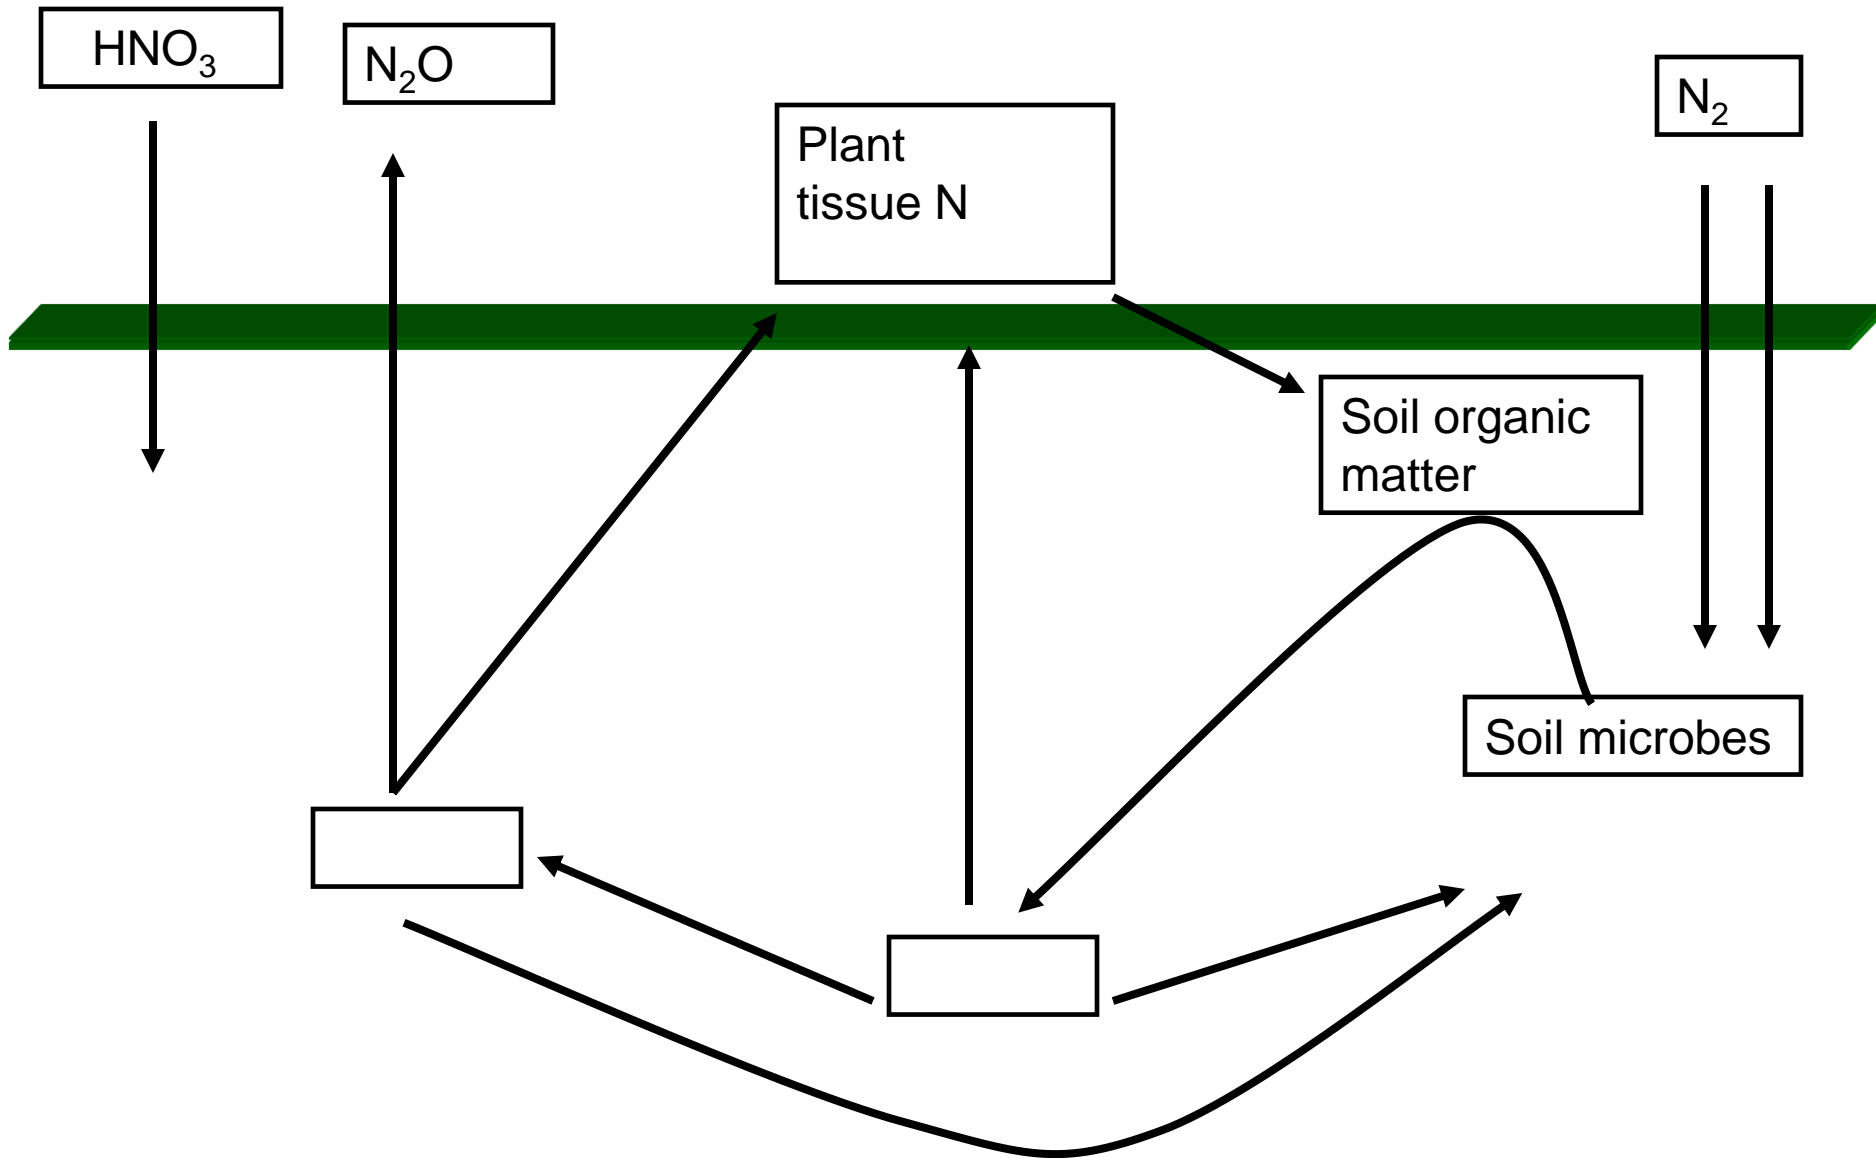 HNO₃
N₂O
N₂
Plant
tissue N
Soil organic
matter
Soil microbes